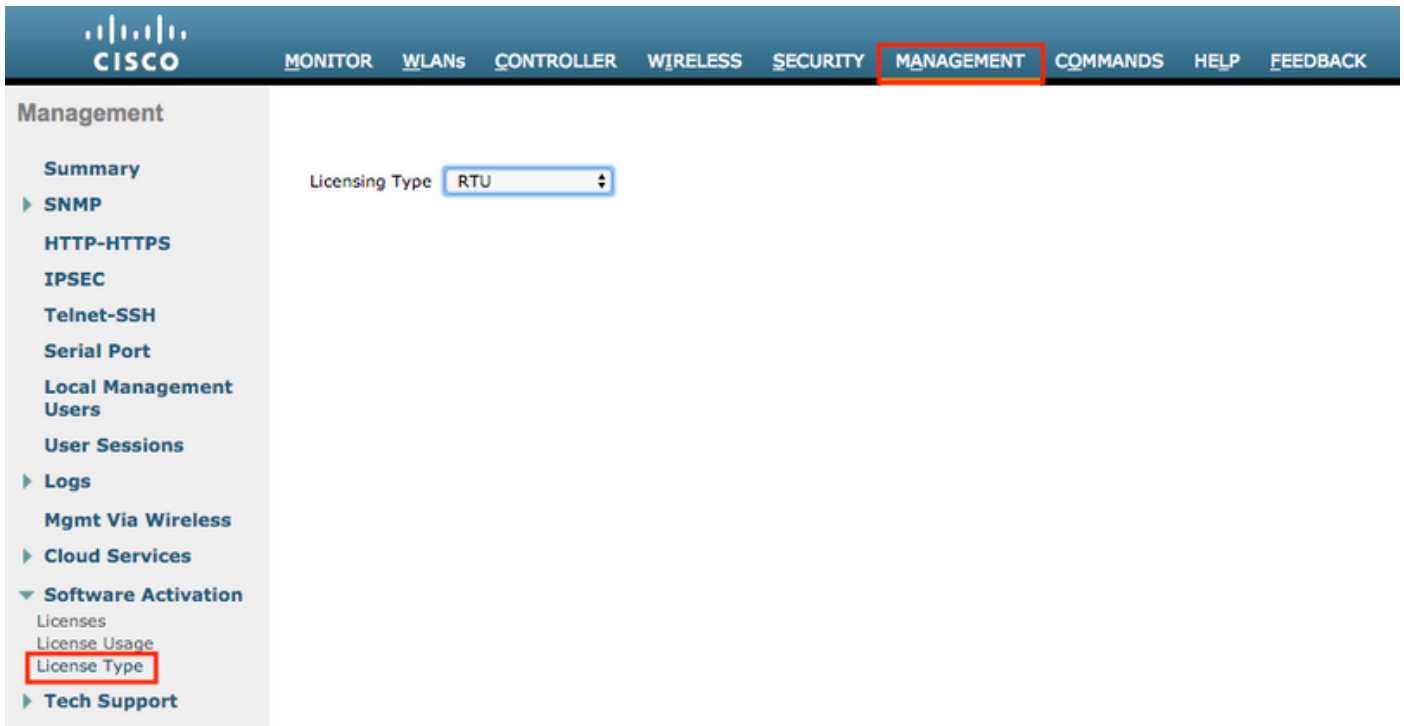 CISCO
MONITOR WLANs CONTROLLER WIRELESS SECURITY MANAGEMENT COMMANDS HELP FEEDBACK
Management
Licensing Type RTU
Summary
SNMP
HTTP-HTTPS
IPSEC
Telnet-SSH
Serial Port
Local Management
Users
User Sessions
Logs
Mgmt Via Wireless
Cloud Services
Software Activation
Licenses
License Usage
License Type
Tech Support